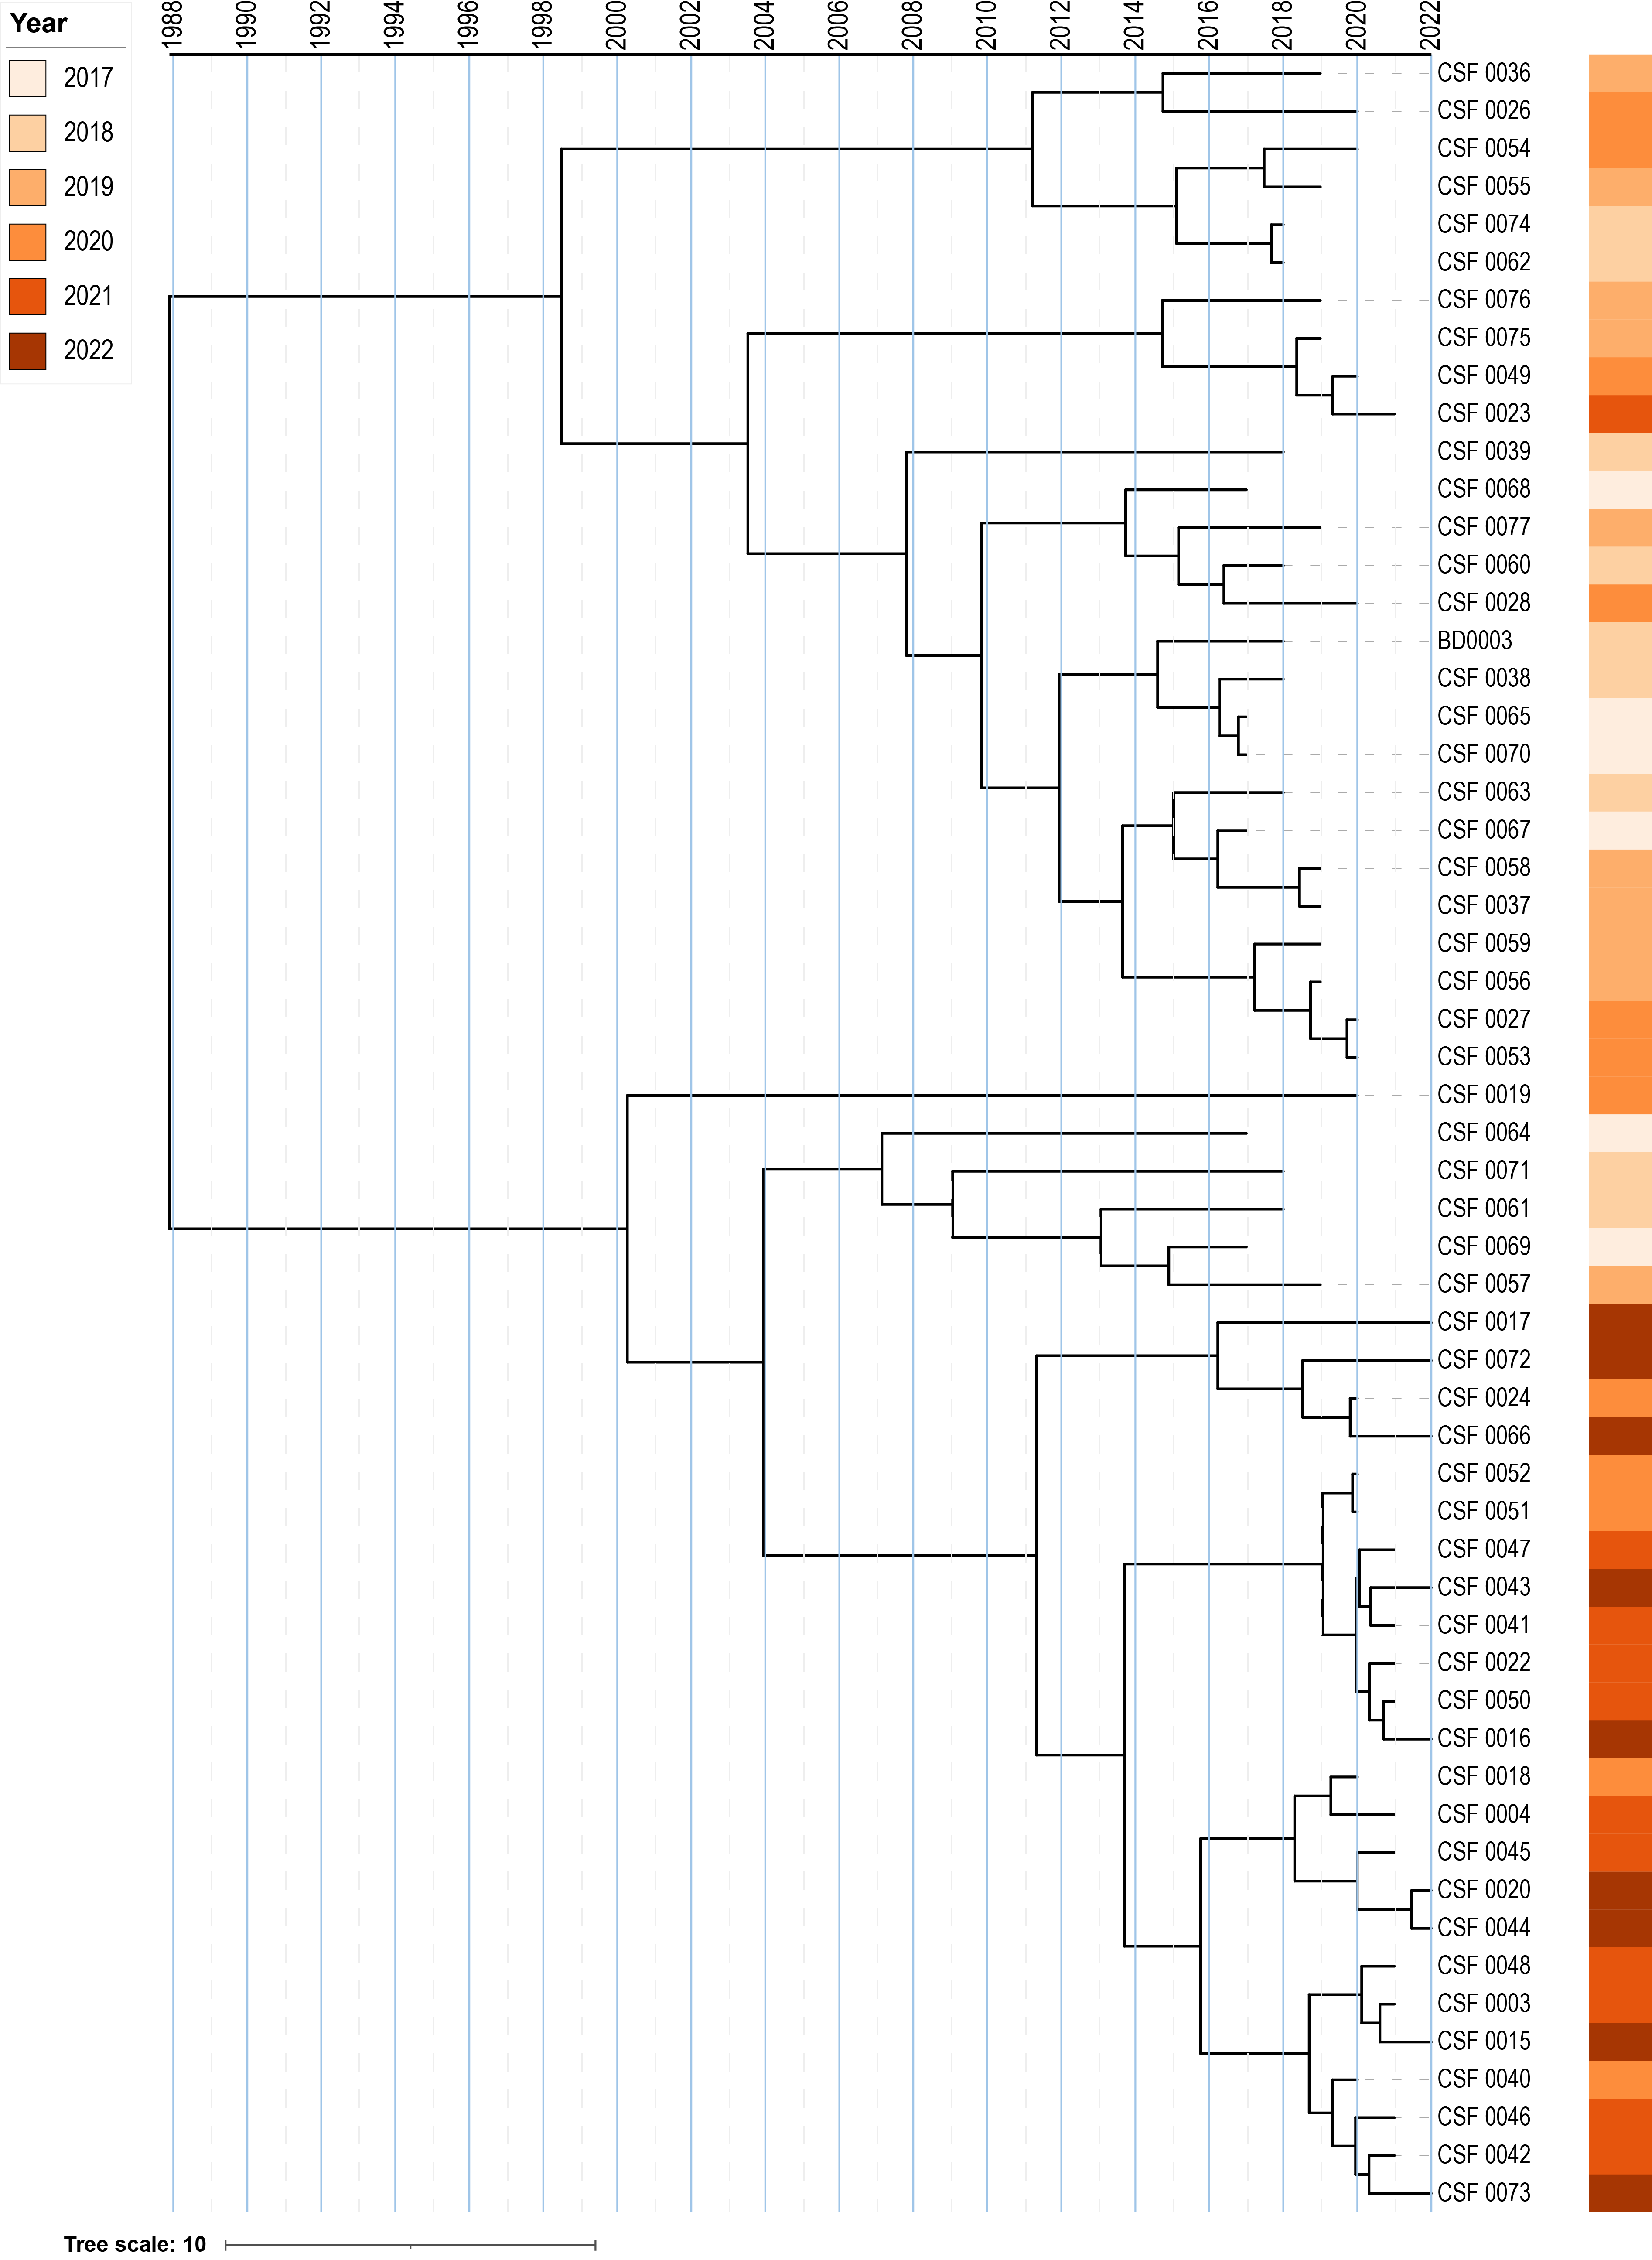 Year
2017
2018
2019
2020
2021
2022
1988 1990 1992 1994 1996 1998 2000 2002 2004 2006 2008 2010 2012 2014 2016 2018 2020 2022
CSF 0036
CSF 0026
CSF 0054
CSF 0055
CSF 0074
CSF 0062
CSF 0076
CSF 0075
CSF 0049
CSF 0023
CSF 0039
CSF 0068
CSF 0077
CSF 0060
CSF 0028
BD0003
CSF 0038
CSF 0065
CSF 0070
CSF 0063
CSF 0067
CSF 0058
CSF 0037
CSF 0059
CSF 0056
CSF 0027
CSF 0053
CSF 0019
CSF 0064
CSF 0071
CSF 0061
CSF 0069
CSF 0057
CSF 0017
CSF 0072
CSF 0024
CSF 0066
CSF 0052
CSF 0051
CSF 0047
CSF 0043
CSF 0041
CSF 0022
CSF 0050
CSF 0016
CSF 0018
CSF 0004
CSF 0045
CSF 0020
CSF 0044
CSF 0048
CSF 0003
CSF 0015
CSF 0040
CSF 0046
CSF 0042
CSF 0073
Tree scale: 10